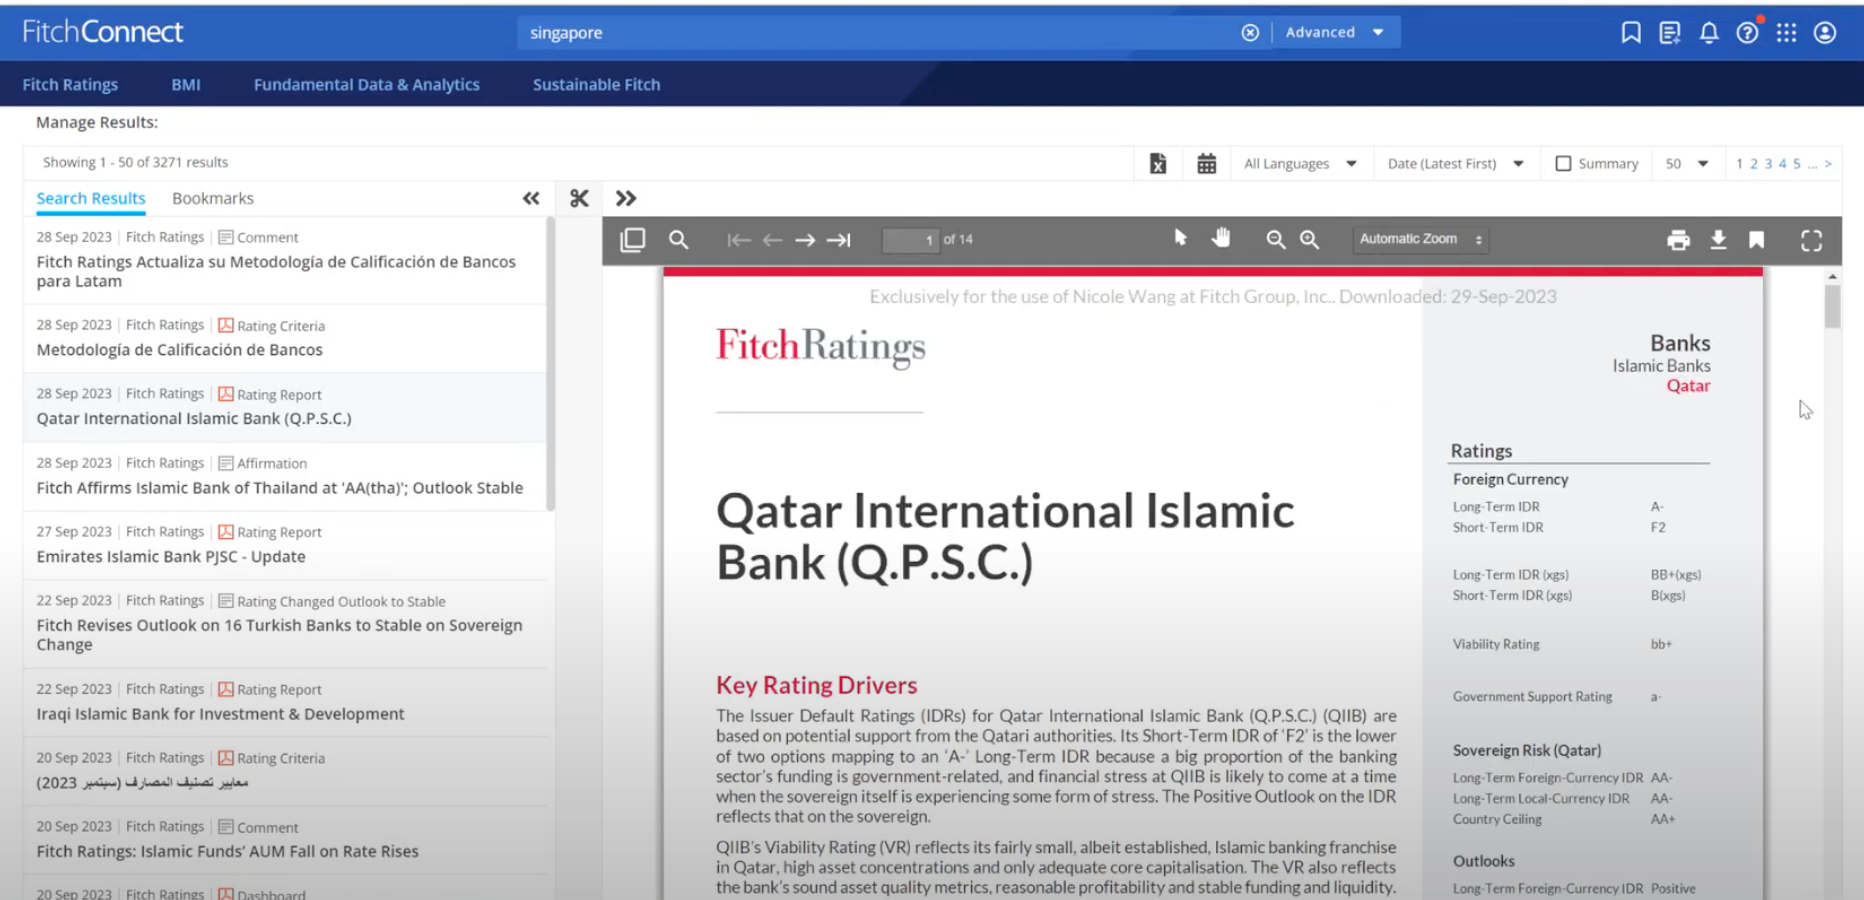 FitchConnect
singapore
Advanced
Fitch Ratings BMI Fundamental Data & Analytics Sustainable Fitch
Manage Results:
Showing 1 - 50 of 3271 results
All Languages Date (Latest First) Summary 50 1 2 3 4 5 ... >
Search Results Bookmarks
28 Sep 2023 | Fitch Ratings | Comment
Fitch Ratings Actualiza su Metodología de Calificación de Bancos
para Latam
28 Sep 2023 | Fitch Ratings | Rating Criteria
Metodología de Calificación de Bancos
28 Sep 2023 | Fitch Ratings | Rating Report
Qatar International Islamic Bank (Q.P.S.C.)
28 Sep 2023 | Fitch Ratings | Affirmation
Fitch Affirms Islamic Bank of Thailand at 'AA(tha)'; Outlook Stable
27 Sep 2023 | Fitch Ratings | Rating Report
Emirates Islamic Bank PJSC - Update
22 Sep 2023 | Fitch Ratings | Rating Changed Outlook to Stable
Fitch Revises Outlook on 16 Turkish Banks to Stable on Sovereign
Change
22 Sep 2023 | Fitch Ratings | Rating Report
Iraqi Islamic Bank for Investment & Development
20 Sep 2023 | Fitch Ratings | Rating Criteria
معايير تصنيف المصارف (سبتمبر 2023)
20 Sep 2023 | Fitch Ratings | Comment
Fitch Ratings: Islamic Funds' AUM Fall on Rate Rises
20 Sep 2023 | Fitch Ratings | Dashboard
1 of 14
Automatic Zoom
Exclusively for the use of Nicole Wang at Fitch Group, Inc.. Downloaded: 29-Sep-2023
FitchRatings
Banks
Islamic Banks
Qatar
Qatar International Islamic
Bank (Q.P.S.C.)
Key Rating Drivers
The Issuer Default Ratings (IDRs) for Qatar International Islamic Bank (Q.P.S.C.) (QIIB) are
based on potential support from the Qatari authorities. Its Short-Term IDR of 'F2' is the lower
of two options mapping to an 'A-' Long-Term IDR because a big proportion of the banking
sector's funding is government-related, and financial stress at QIIB is likely to come at a time
when the sovereign itself is experiencing some form of stress. The Positive Outlook on the IDR
reflects that on the sovereign.
QIIB's Viability Rating (VR) reflects its fairly small, albeit established, Islamic banking franchise
in Qatar, high asset concentrations and only adequate core capitalisation. The VR also reflects
the bank's sound asset quality metrics, reasonable profitability and stable funding and liquidity.
Ratings
Foreign Currency
Long-Term IDR A-
Short-Term IDR F2
Long-Term IDR (xgs) BB+(xgs)
Short-Term IDR (xgs) B(xgs)
Viability Rating bb+
Government Support Rating a-
Sovereign Risk (Qatar)
Long-Term Foreign-Currency IDR AA-
Long-Term Local-Currency IDR AA-
Country Ceiling AA+
Outlooks
Long-Term Foreign-Currency IDR Positive